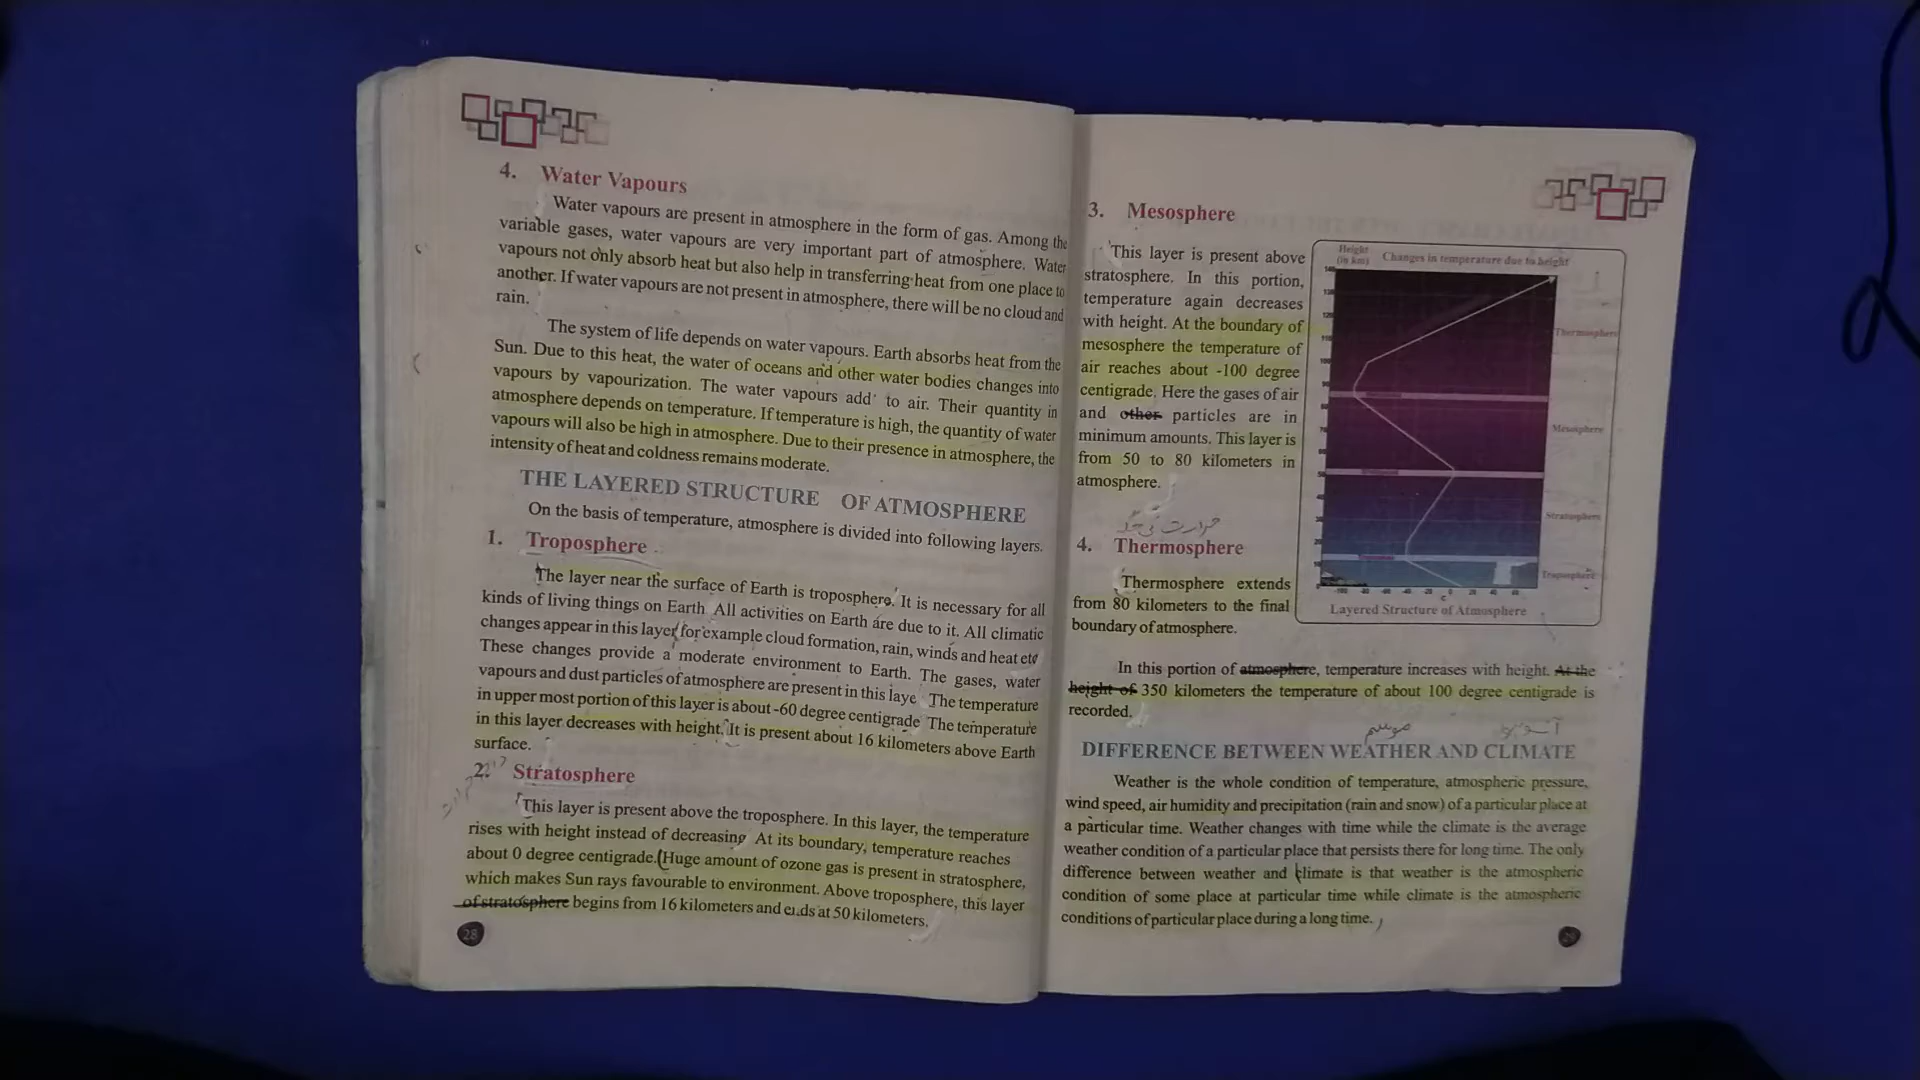 4. Water Vapours
Water vapours are present in atmosphere in the form of gas. Among the
variable gases, water vapours are very important part of atmosphere. Water
vapours not only absorb heat but also help in transferring heat from one place to
another. If water vapours are not present in atmosphere, there will be no cloud and
rain.
The system of life depends on water vapours. Earth absorbs heat from the
Sun. Due to this heat, the water of oceans and other water bodies changes into
vapours by vapourization. The water vapours add to air. Their quantity in
atmosphere depends on temperature. If temperature is high, the quantity of water
vapours will also be high in atmosphere. Due to their presence in atmosphere, the
intensity of heat and coldness remains moderate.
THE LAYERED STRUCTURE OF ATMOSPHERE
On the basis of temperature, atmosphere is divided into following layers.
1. Troposphere
The layer near the surface of Earth is troposphere. It is necessary for all
kinds of living things on Earth All activities on Earth are due to it. All climatic
changes appear in this layer for example cloud formation, rain, winds and heat etc
These changes provide a moderate environment to Earth. The gases, water
vapours and dust particles of atmosphere are present in this laye The temperature
in upper most portion of this layer is about -60 degree centigrade The temperature
in this layer decreases with height. It is present about 16 kilometers above Earth
surface.
2. Stratosphere
This layer is present above the troposphere. In this layer, the temperature
rises with height instead of decreasing At its boundary, temperature reaches
about 0 degree centigrade. (Huge amount of ozone gas is present in stratosphere,
which makes Sun rays favourable to environment. Above troposphere, this layer
of stratosphere begins from 16 kilometers and ends at 50 kilometers.
28
3. Mesosphere
This layer is present above
stratosphere. In this portion,
temperature again decreases
with height. At the boundary of
mesosphere the temperature of
air reaches about -100 degree
centigrade. Here the gases of air
and other particles are in
minimum amounts. This layer is
from 50 to 80 kilometers in
atmosphere.
Height
(in km)
Changes in temperature due to height
Thermosphere
Mesosphere
Stratosphere
Troposphere
Layered Structure of Atmosphere
4. Thermosphere
Thermosphere extends
from 80 kilometers to the final
boundary of atmosphere.
In this portion of atmosphere, temperature increases with height. At the
height of 350 kilometers the temperature of about 100 degree centigrade is
recorded.
موسم
DIFFERENCE BETWEEN WEATHER AND CLIMATE
Weather is the whole condition of temperature, atmospheric pressure,
wind speed, air humidity and precipitation (rain and snow) of a particular place at
a particular time. Weather changes with time while the climate is the average
weather condition of a particular place that persists there for long time. The only
difference between weather and climate is that weather is the atmospheric
condition of some place at particular time while climate is the atmospheric
conditions of particular place during a long time.